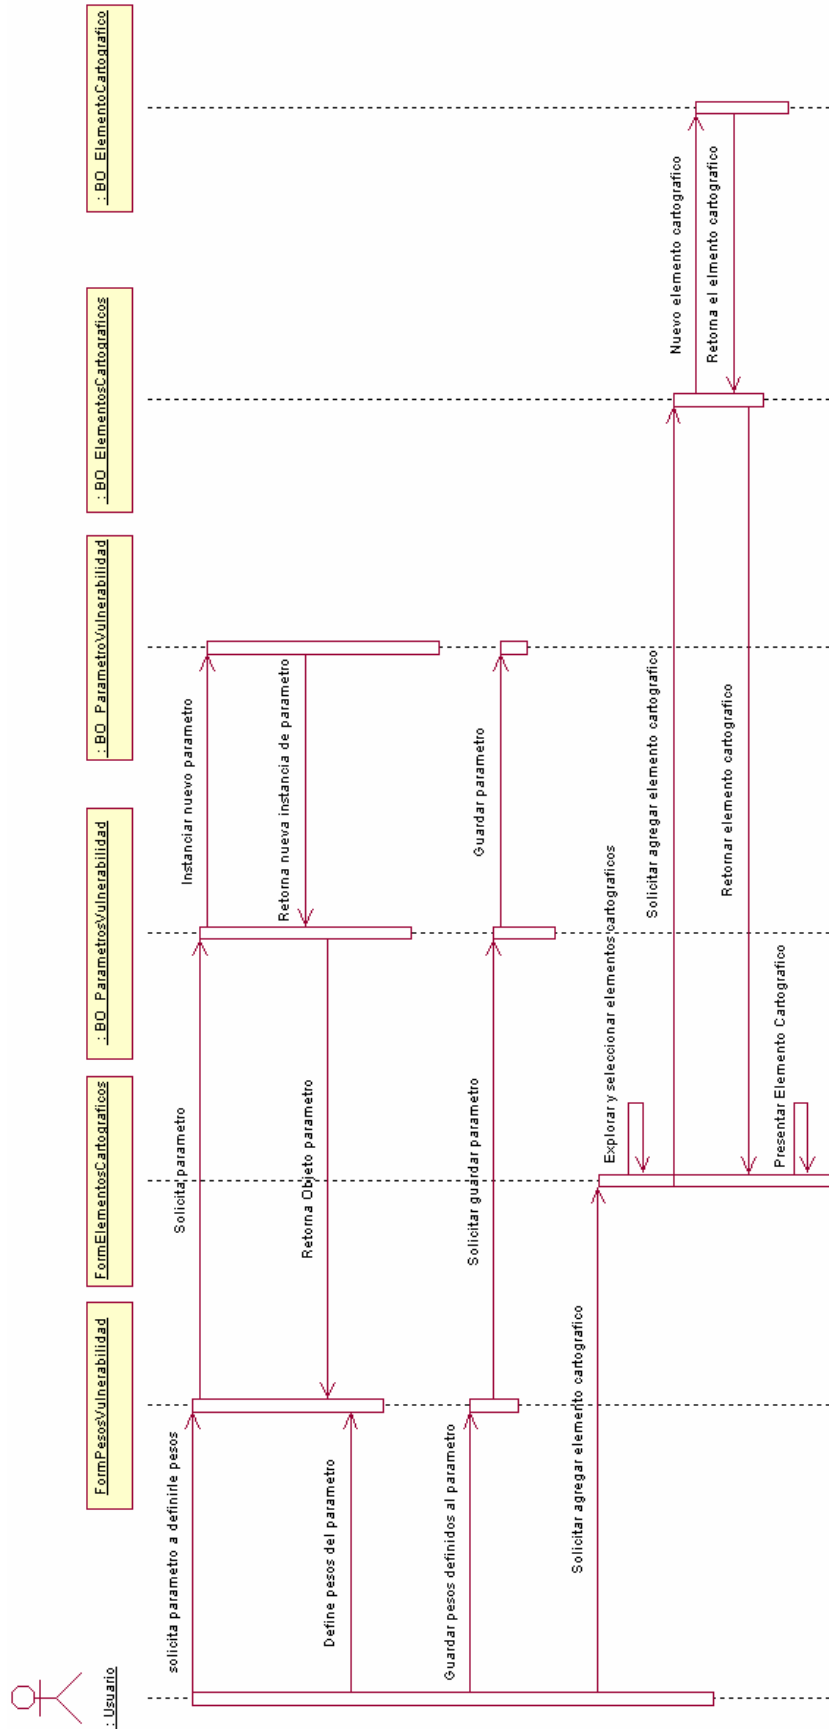 : Usuario
FormPesosVulnerabilidad
FormElementosCartograficos
: BO_ParametrosVulnerabilidad
: BO_ParametroVulnerabilidad
: BO_ElementosCartograficos
: BO_ElementoCartografico
solicita parametro a definirle pesos
Solicita parametro
Instanciar nuevo parametro
Retorna nueva instancia de parametro
Retorna Objeto parametro
Define pesos del parametro
Guardar pesos definidos al parametro
Solicitar guardar parametro
Guardar parametro
Solicitar agregar elemento cartografico
Explorar y seleccionar elementos cartograficos
Solicitar agregar elemento cartografico
Nuevo elemento cartografico
Retorna el elmento cartografico
Retornar elemento cartografico
Presentar Elemento Cartografico